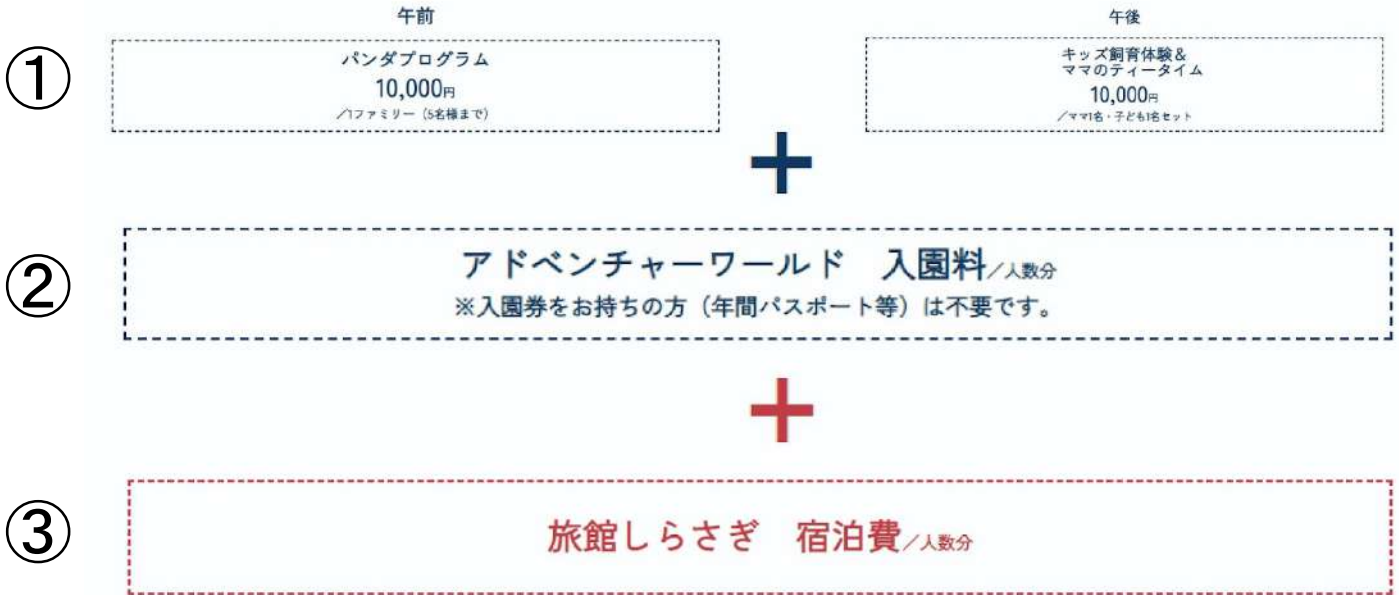 午前
午後
①
パンダプログラム
10,000円
／1ファミリー（5名様まで）
キッズ飼育体験&
ママのティータイム
10,000円
／ママ1名・子ども1名セット
+
②
アドベンチャーワールド　入園料／人数分
※入園券をお持ちの方（年間パスポート等）は不要です。
+
③
旅館しらさぎ　宿泊費／人数分